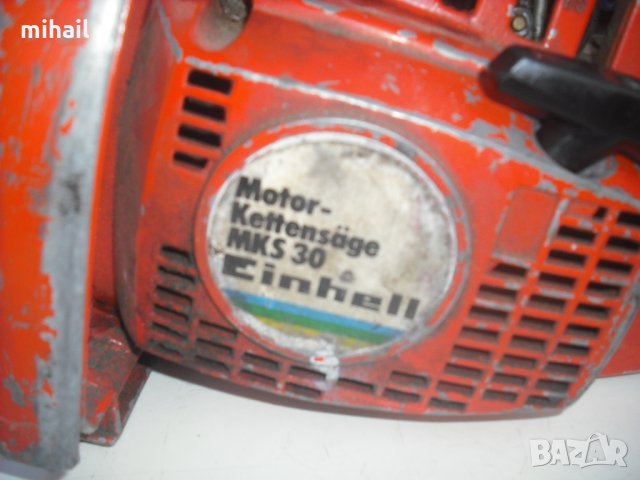 mihail
Motor-
Kettensäge
MKS 30
Einhell
BAZAR